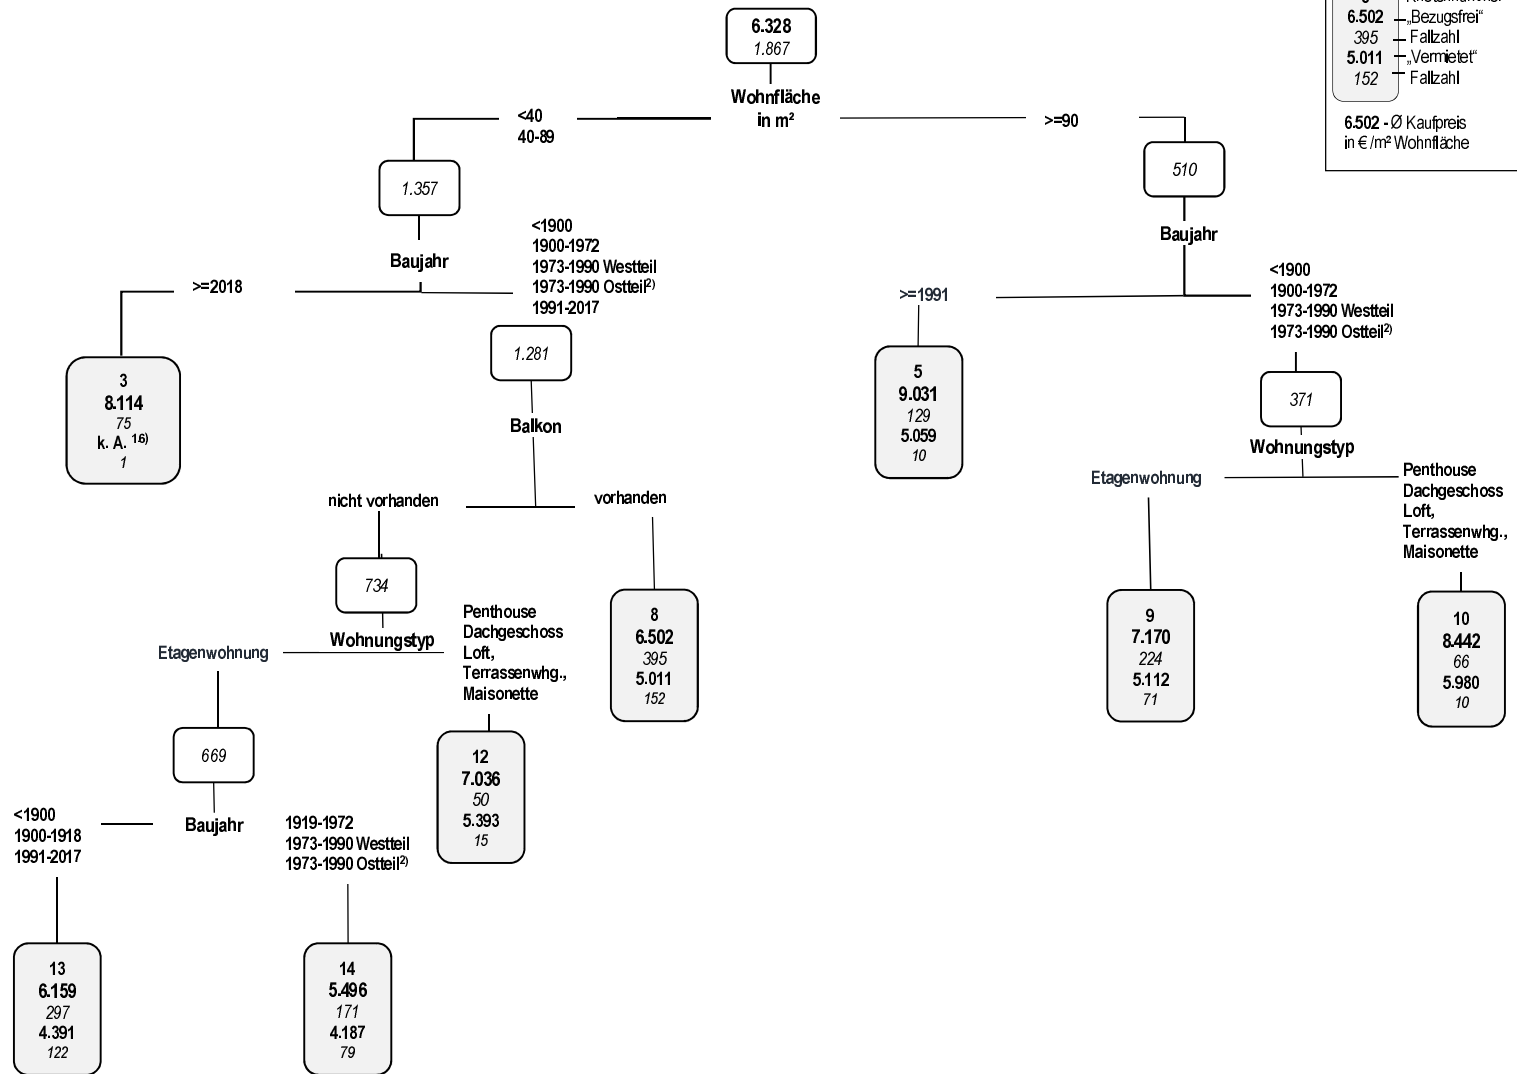 6.328
1.867
6.502 „Bezugsfrei“
395 Fallzahl
5.011 „Vermietet“
152 Fallzahl
6.502 - Ø Kaufpreis
in € /m² Wohnfläche
Wohnfläche
in m²
<40
40-89
>=90
1.357
510
Baujahr
<1900
1900-1972
1973-1990 Westteil
1973-1990 Ostteil²⁾
1991-2017
>=2018
Baujahr
>=1991
<1900
1900-1972
1973-1990 Westteil
1973-1990 Ostteil²⁾
3
8.114
75
k. A. ¹⁶⁾
1
1.281
Balkon
5
9.031
129
5.059
10
371
Wohnungstyp
Etagenwohnung
Penthouse
Dachgeschoss
Loft,
Terrassenwhg.,
Maisonette
nicht vorhanden
vorhanden
734
Wohnungstyp
8
6.502
395
5.011
152
9
7.170
224
5.112
71
10
8.442
66
5.980
10
Etagenwohnung
Penthouse
Dachgeschoss
Loft,
Terrassenwhg.,
Maisonette
669
Baujahr
12
7.036
50
5.393
15
<1900
1900-1918
1991-2017
1919-1972
1973-1990 Westteil
1973-1990 Ostteil²⁾
13
6.159
297
4.391
122
14
5.496
171
4.187
79